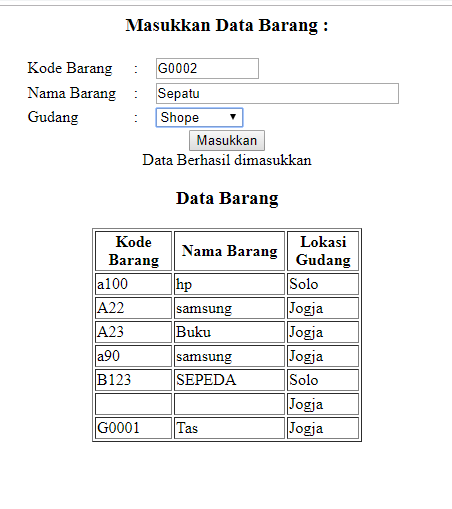 Masukkan Data Barang :
Kode Barang : G0002
Nama Barang : Sepatu
Gudang : Shope
Masukkan
Data Berhasil dimasukkan
Data Barang
Kode Barang Nama Barang Lokasi Gudang
a100 hp Solo
A22 samsung Jogja
A23 Buku Jogja
a90 samsung Jogja
B123 SEPEDA Solo
Jogja
G0001 Tas Jogja